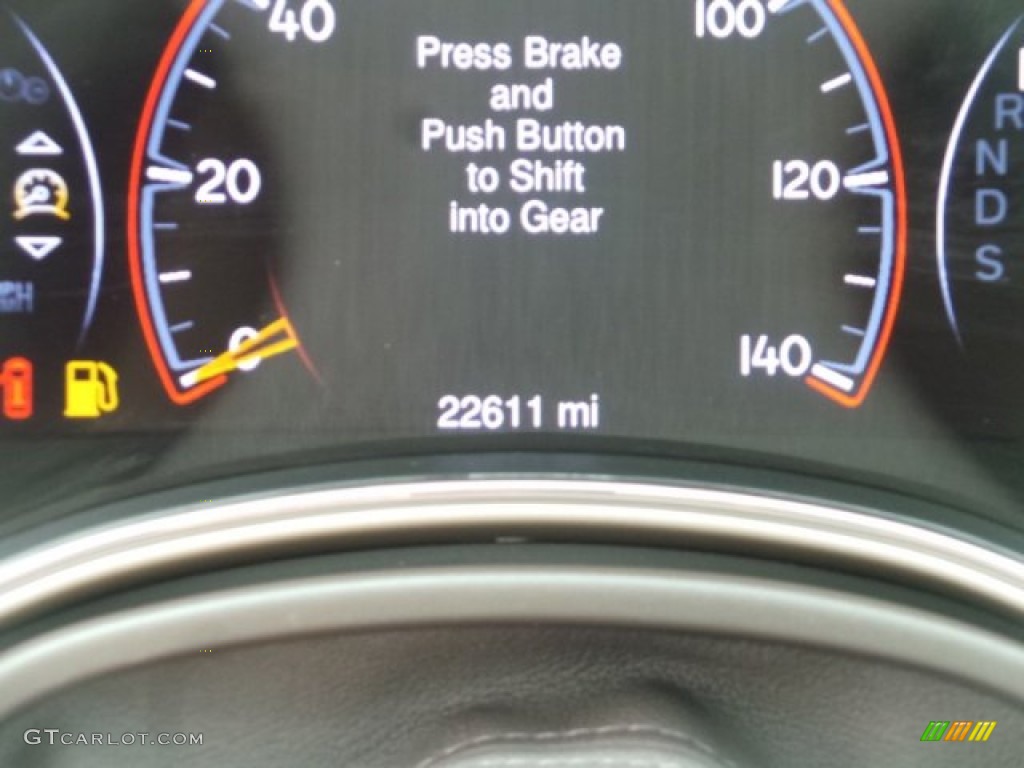 40
100
Press Brake
and
Push Button
to Shift
into Gear
20
120
R
N
D
S
0
140
22611 mi
GTCARLOT.COM